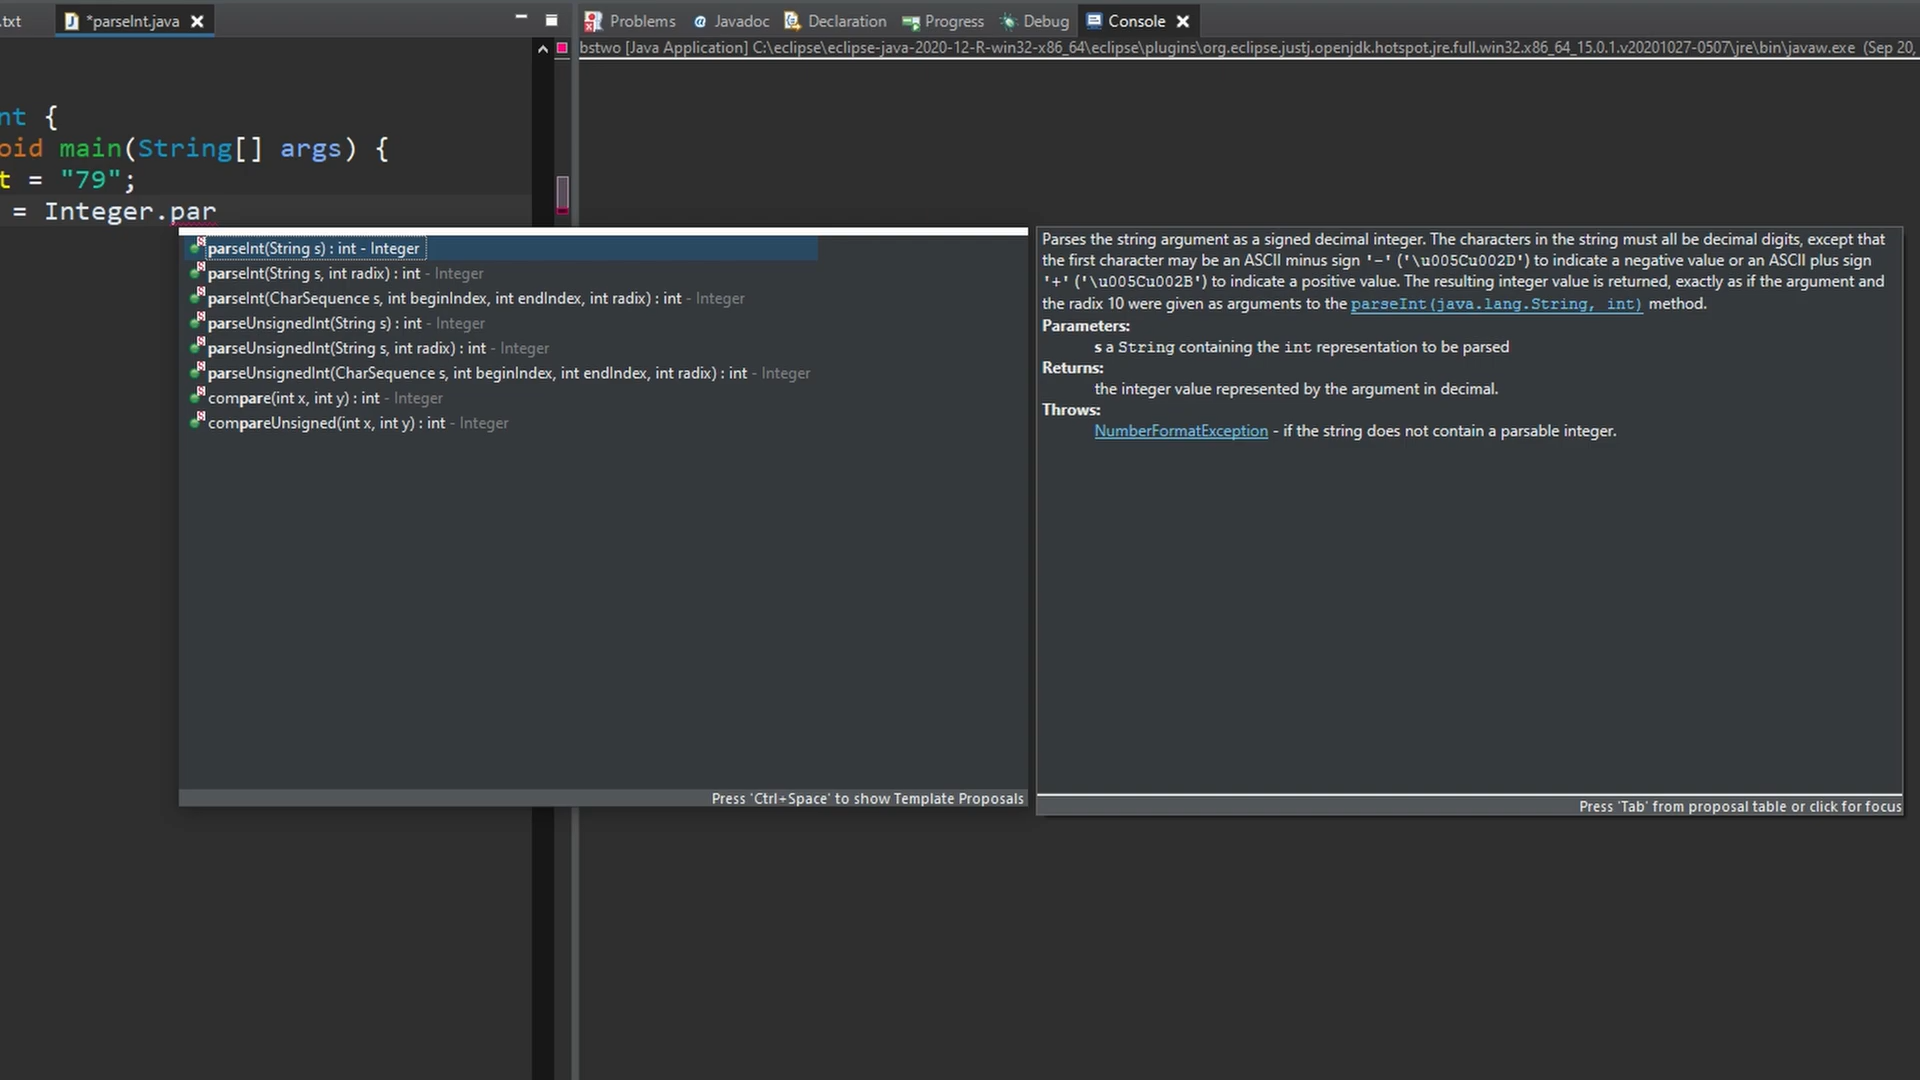 .txt
*parseInt.java
Problems
Javadoc
Declaration
Progress
Debug
Console
bstwo [Java Application] C:\eclipse\eclipse-java-2020-12-R-win32-x86_64\eclipse\plugins\org.eclipse.justj.openjdk.hotspot.jre.full.win32.x86_64_15.0.1.v20201027-0507\jre\bin\javaw.exe (Sep 20,
nt {
oid main(String[] args) {
t = "79";
= Integer.par
parseInt(String s) : int - Integer
parseInt(String s, int radix) : int - Integer
parseInt(CharSequence s, int beginIndex, int endIndex, int radix) : int - Integer
parseUnsignedInt(String s) : int - Integer
parseUnsignedInt(String s, int radix) : int - Integer
parseUnsignedInt(CharSequence s, int beginIndex, int endIndex, int radix) : int - Integer
compare(int x, int y) : int - Integer
compareUnsigned(int x, int y) : int - Integer
Press 'Ctrl+Space' to show Template Proposals
Parses the string argument as a signed decimal integer. The characters in the string must all be decimal digits, except that
the first character may be an ASCII minus sign '-' ('\u005Cu002D') to indicate a negative value or an ASCII plus sign
'+' ('\u005Cu002B') to indicate a positive value. The resulting integer value is returned, exactly as if the argument and
the radix 10 were given as arguments to the parseInt(java.lang.String, int) method.
Parameters:
s a String containing the int representation to be parsed
Returns:
the integer value represented by the argument in decimal.
Throws:
NumberFormatException - if the string does not contain a parsable integer.
Press 'Tab' from proposal table or click for focus